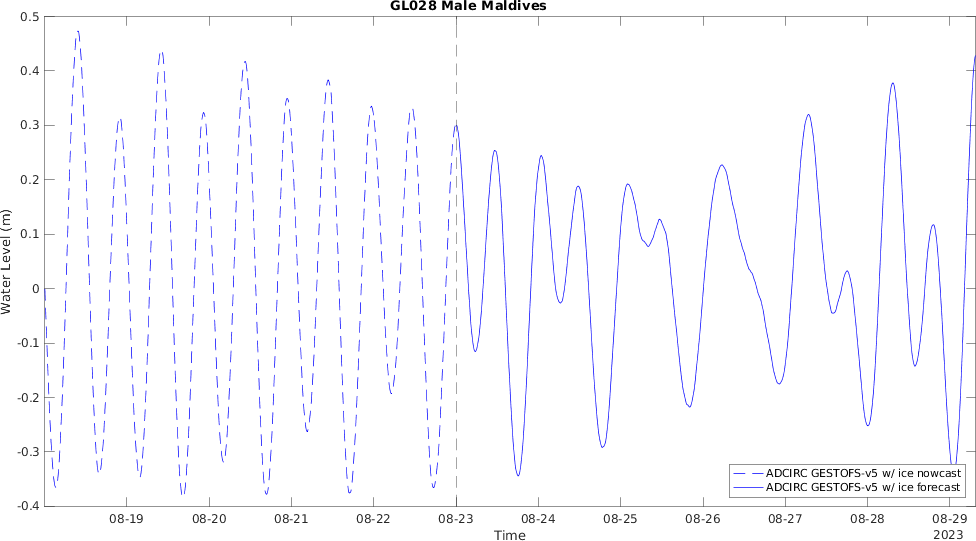 GL028 Male Maldives
Water Level (m)
0.5
0.4
0.3
0.2
0.1
0
-0.1
-0.2
-0.3
-0.4
08-19 08-20 08-21 08-22 08-23 08-24 08-25 08-26 08-27 08-28 08-29
Time
2023
ADCIRC GESTOFS-v5 w/ ice nowcast
ADCIRC GESTOFS-v5 w/ ice forecast